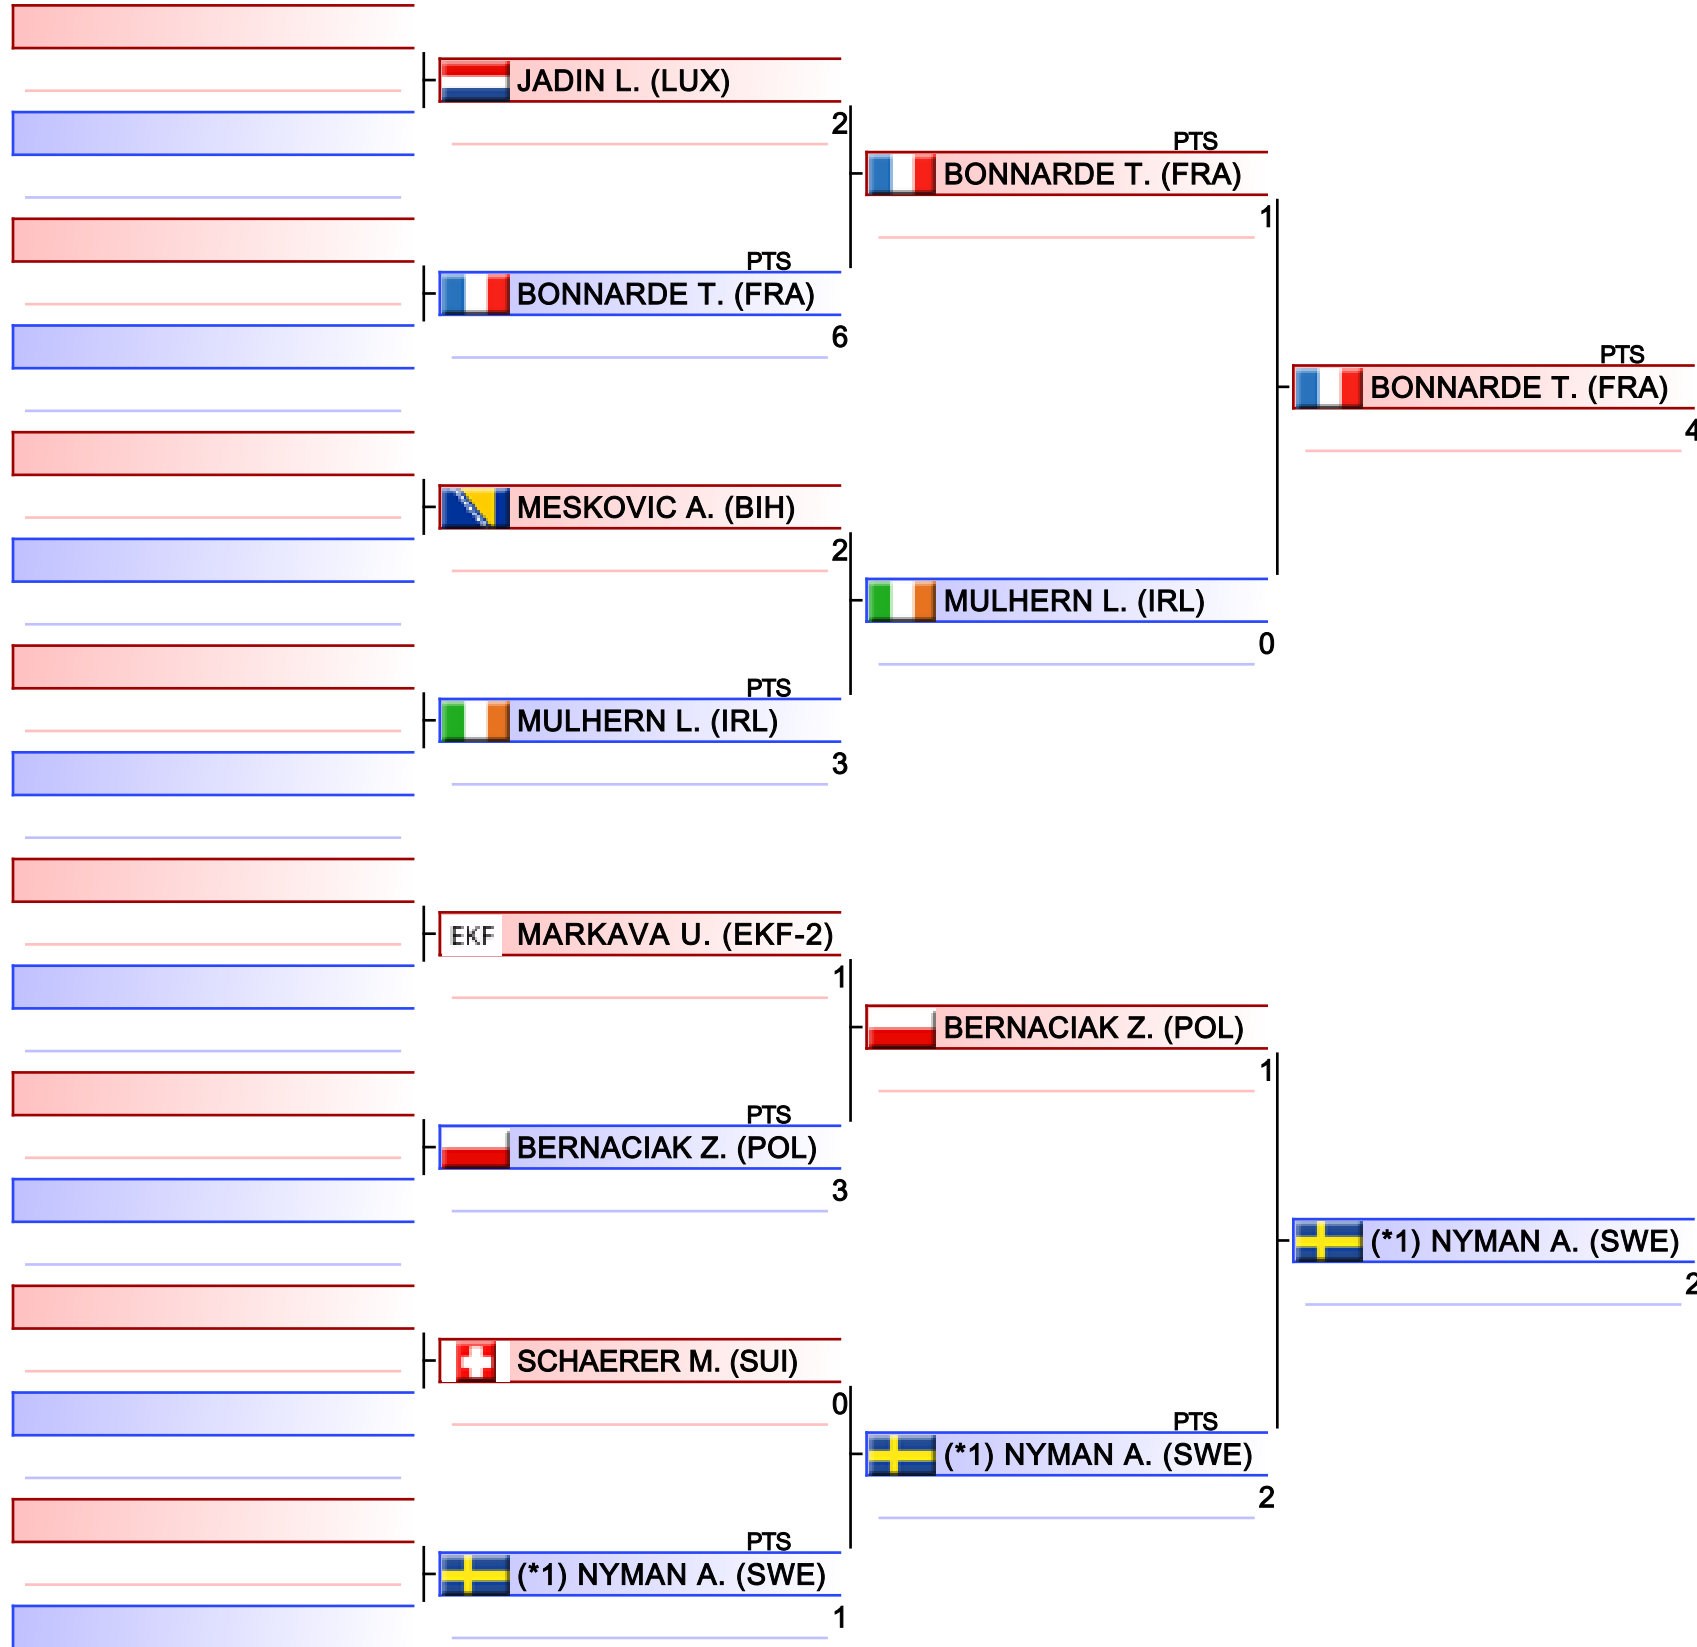 JADIN L. (LUX)
2
PTS
BONNARDE T. (FRA)
1
PTS
BONNARDE T. (FRA)
6
PTS
BONNARDE T. (FRA)
4
MESKOVIC A. (BIH)
2
MULHERN L. (IRL)
0
PTS
MULHERN L. (IRL)
3
EKF MARKAVA U. (EKF-2)
1
BERNACIAK Z. (POL)
1
PTS
BERNACIAK Z. (POL)
3
(*1) NYMAN A. (SWE)
2
SCHAERER M. (SUI)
0
PTS
(*1) NYMAN A. (SWE)
2
PTS
(*1) NYMAN A. (SWE)
1